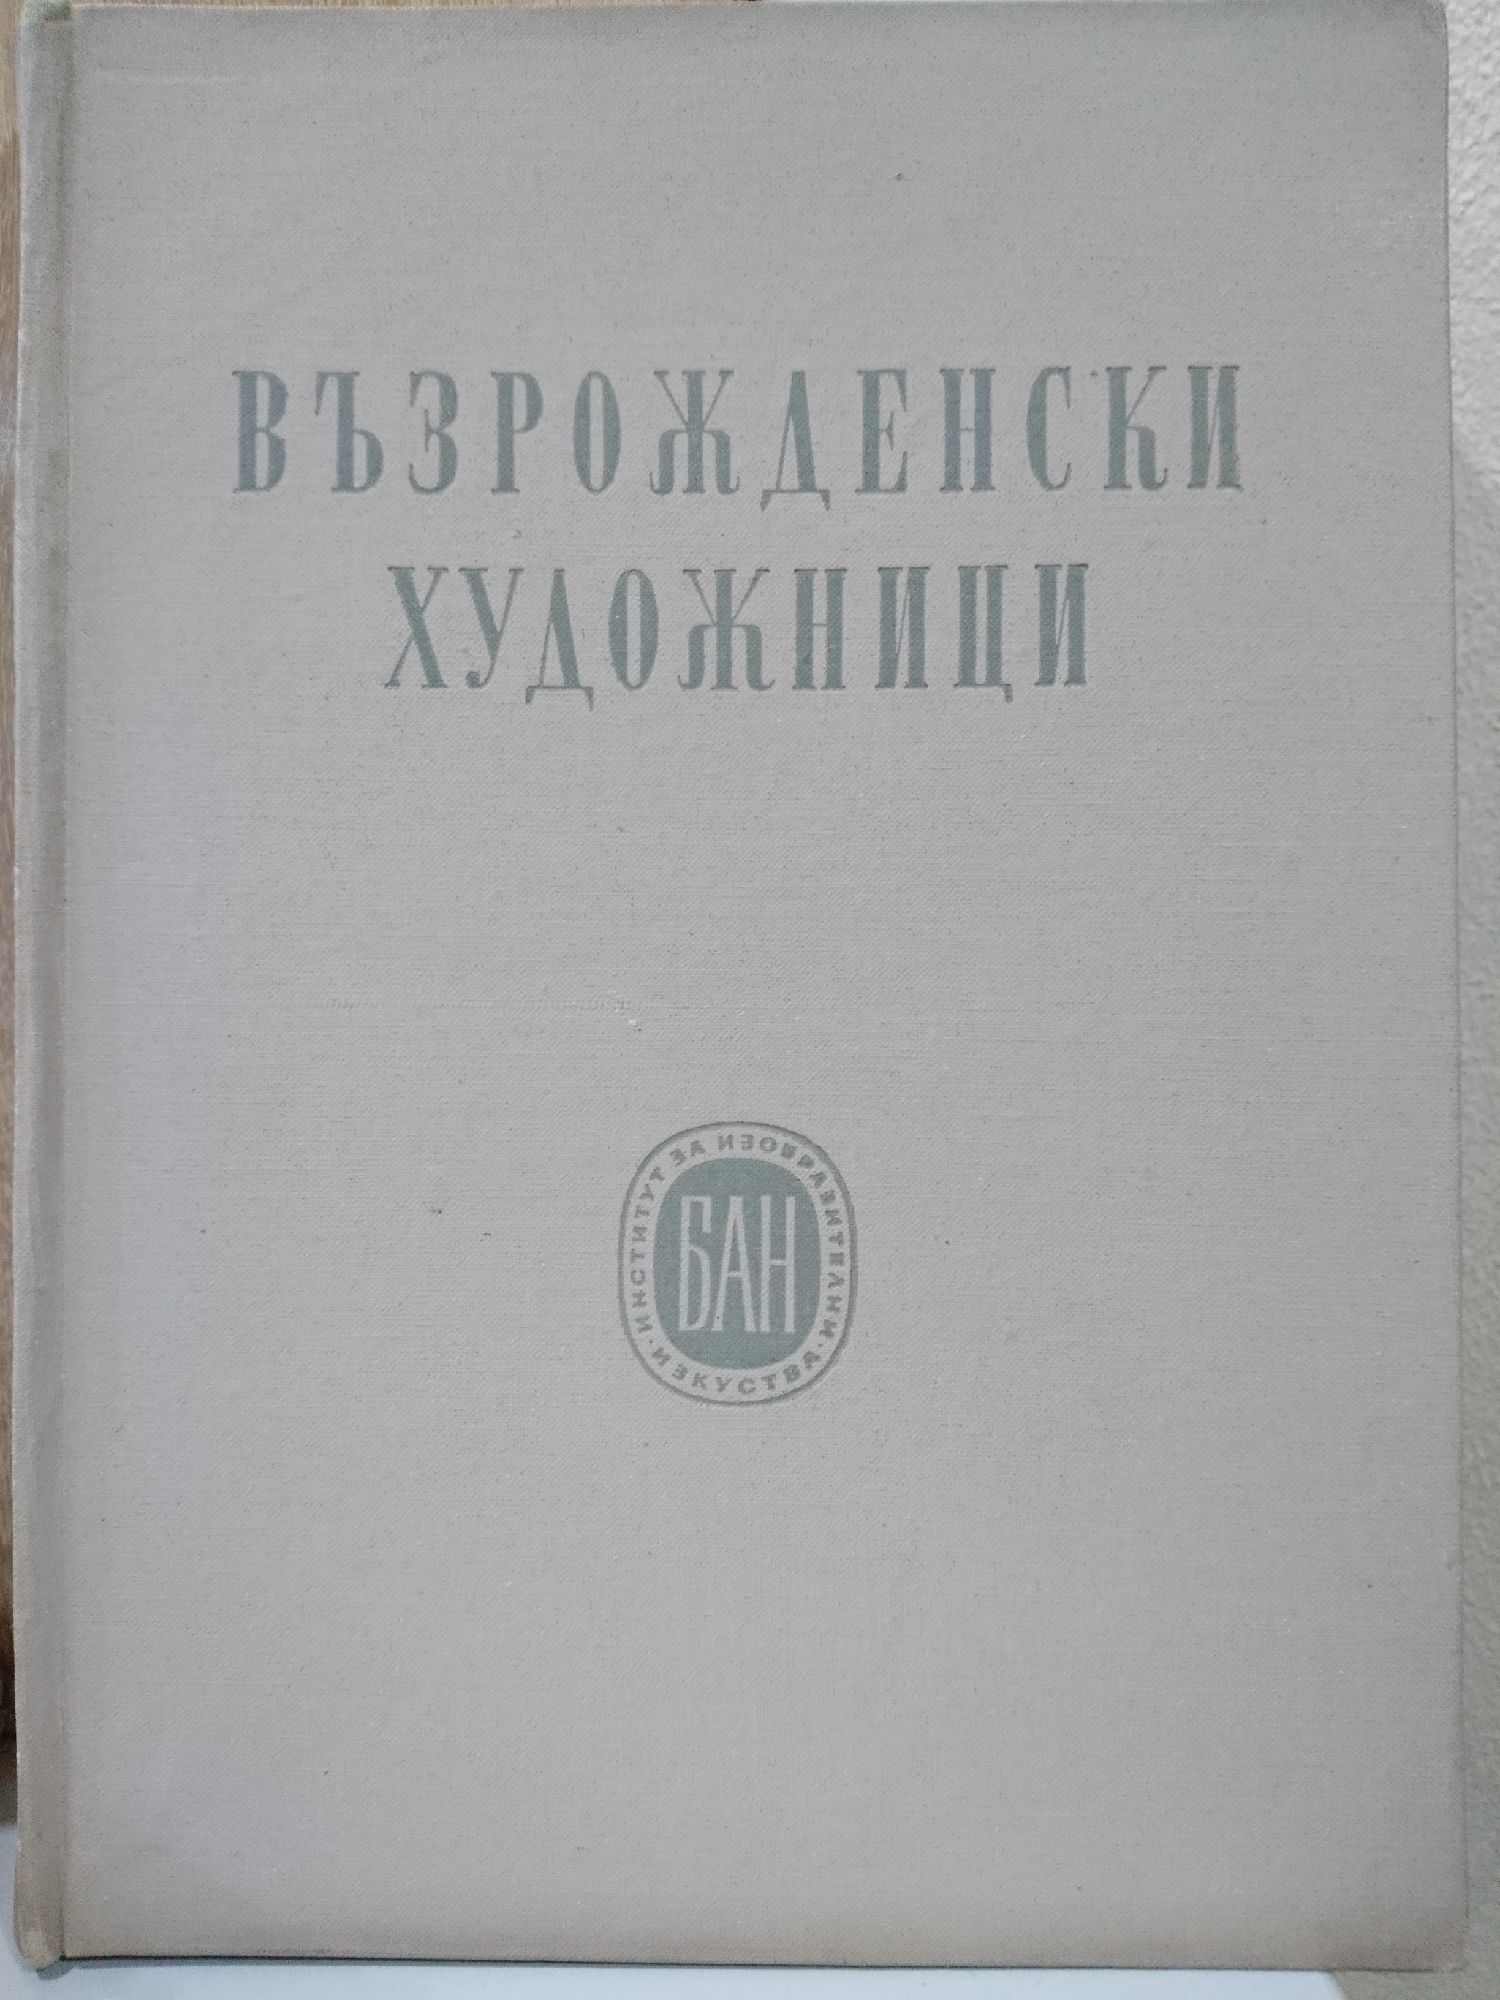 ВЪЗРОЖДЕНСКИ
ХУДОЖНИЦИ
ИНСТИТУТ ЗА ИЗОБРАЗИТЕЛНИ · ИЗКУСТВА ·
БАН